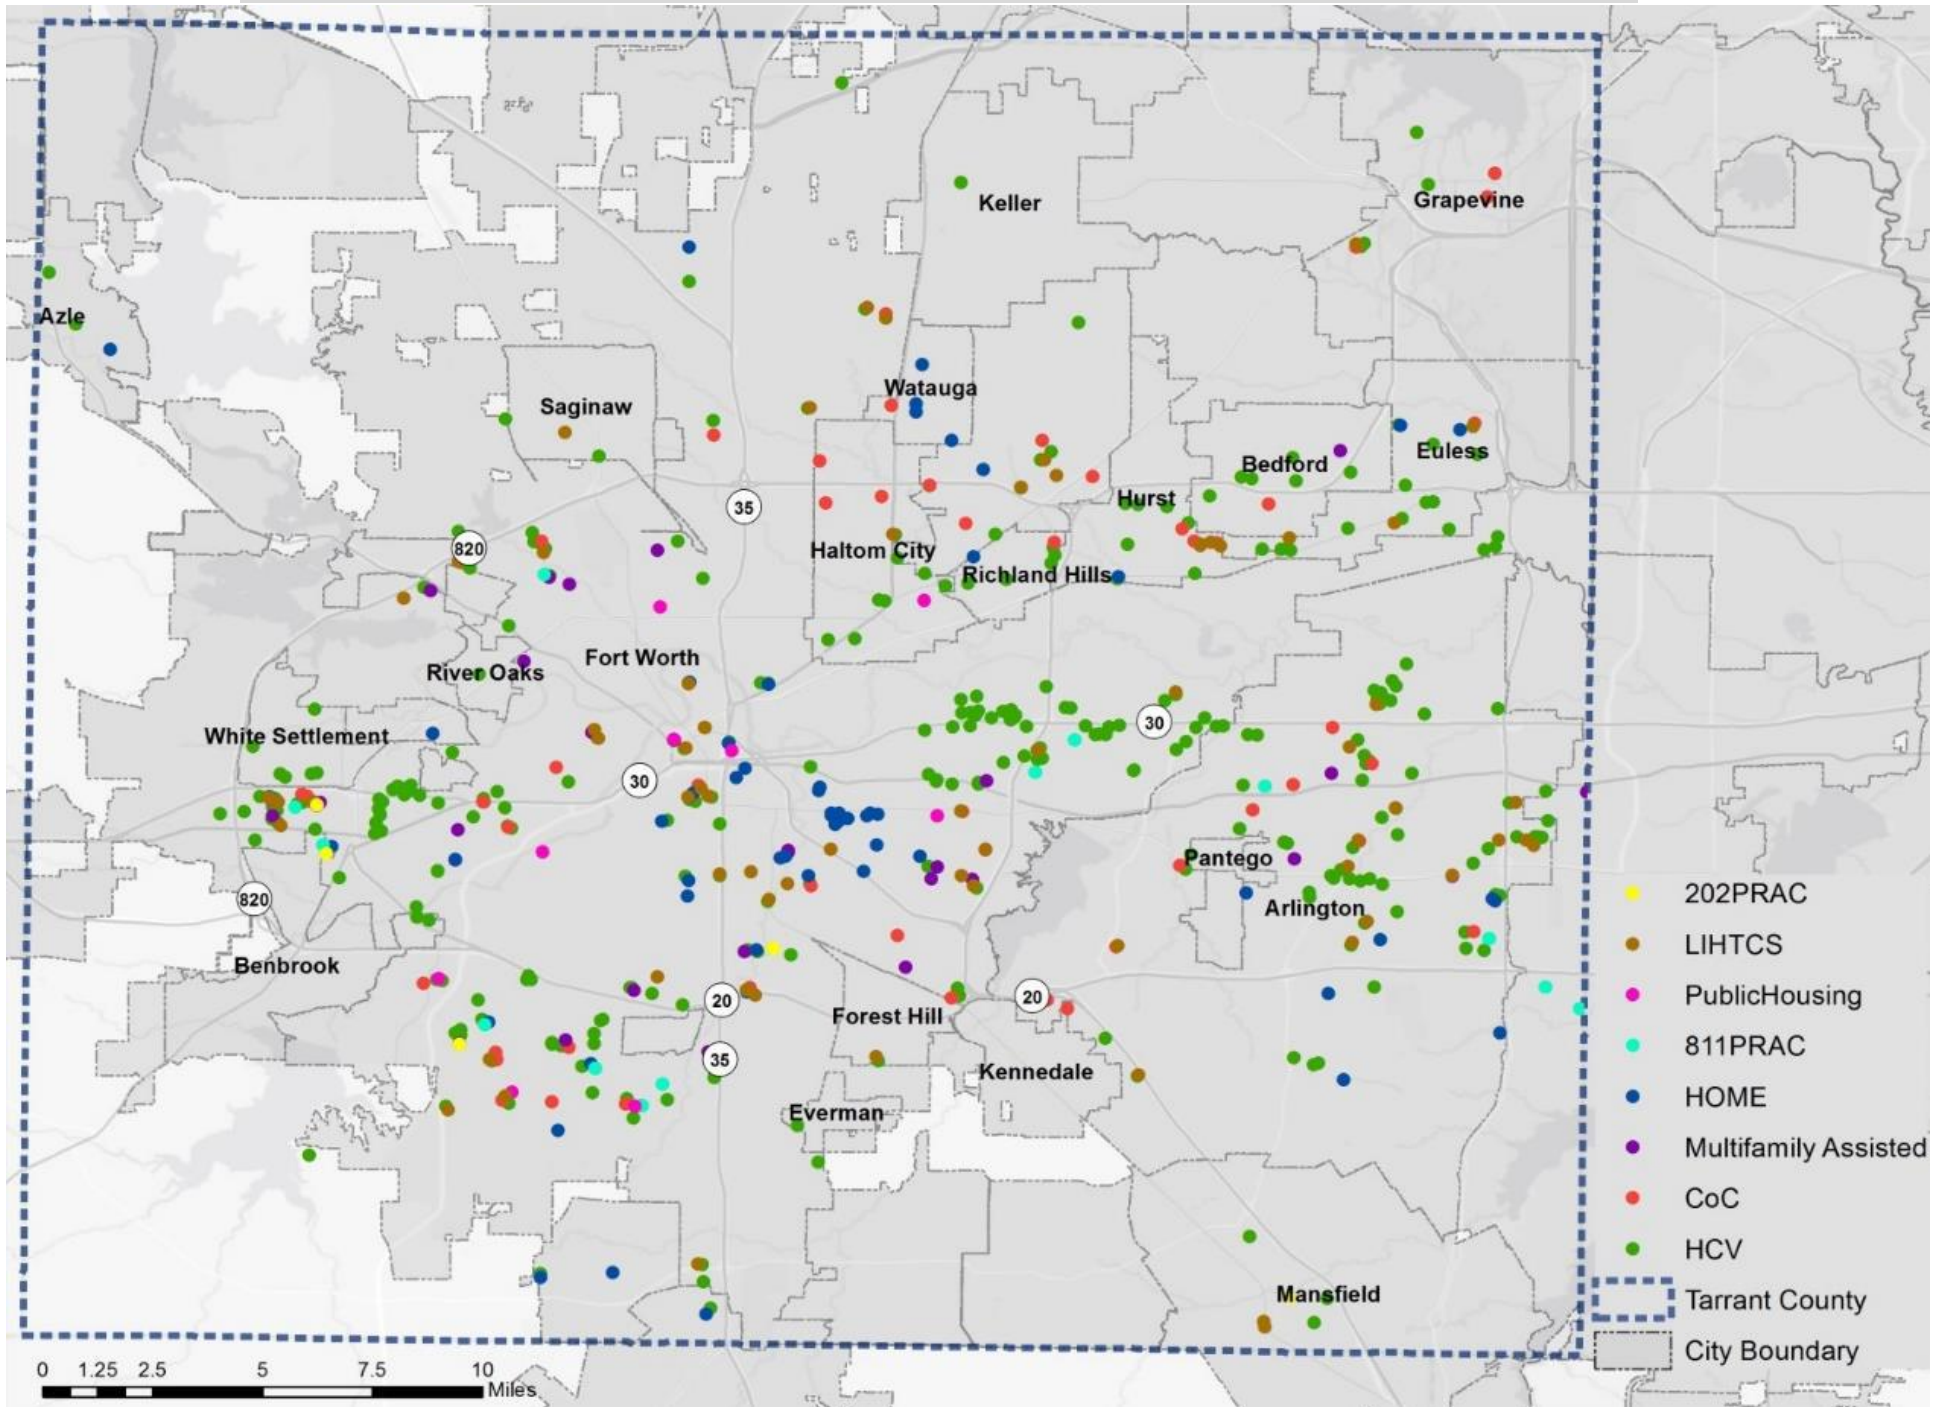 Keller
Grapevine
Azle
Watauga
Saginaw
Bedford
Euless
Hurst
35
820
Haltom City
Richland Hills
Fort Worth
River Oaks
30
White Settlement
30
Pantego
820
Arlington
Benbrook
20
20
Forest Hill
35
Kennedale
Everman
Mansfield
202PRAC
LIHTCS
PublicHousing
811PRAC
HOME
Multifamily Assisted
CoC
HCV
Tarrant County
City Boundary
0 1.25 2.5 5 7.5 10
Miles